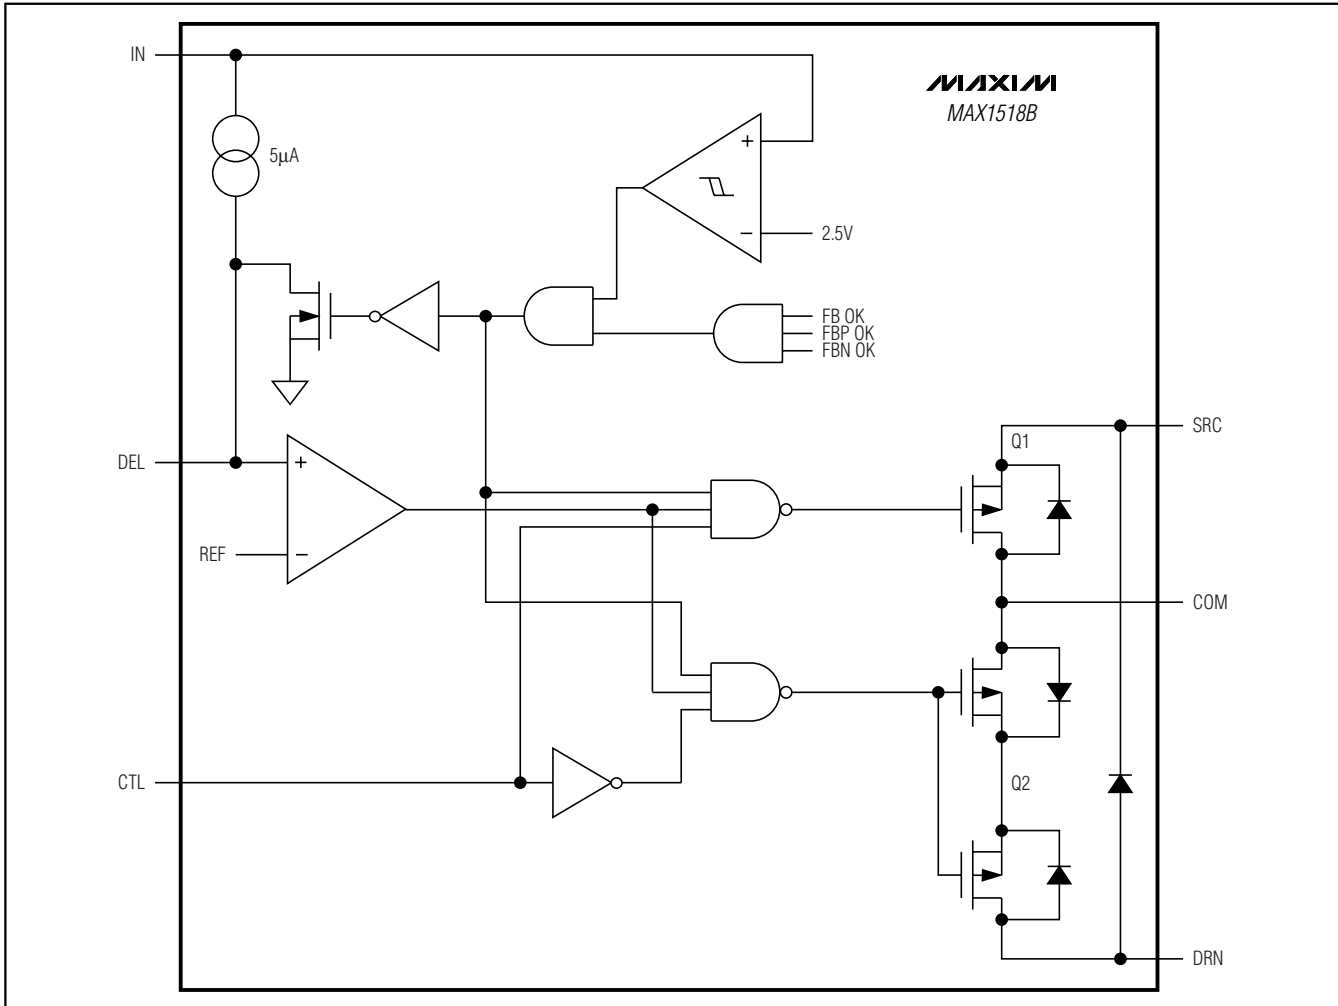 IN
MAXIM
MAX1518B
5µA
+
−
2.5V
FB OK
FBP OK
FBN OK
SRC
Q1
DEL
+
REF
−
COM
CTL
Q2
DRN